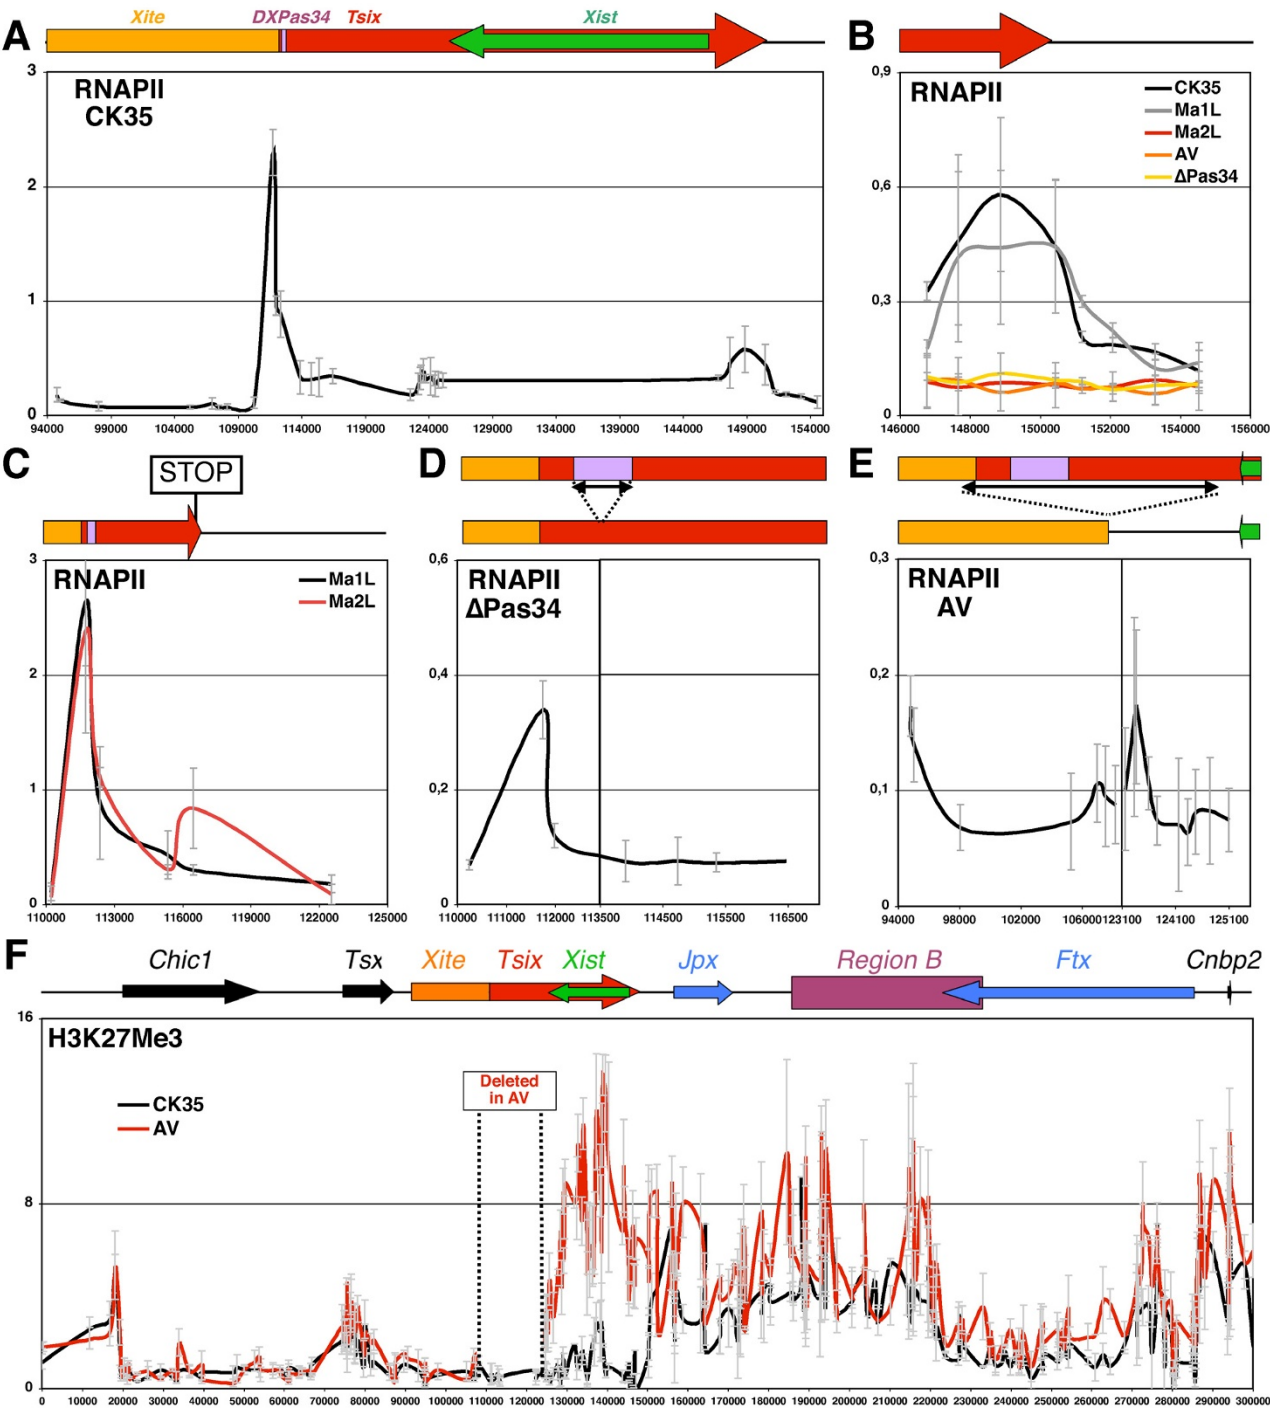 A
Xite DXPas34 Tsix Xist
RNAPII
CK35
3
2
1
0
94000 99000 104000 109000 114000 119000 124000 129000 134000 139000 144000 149000 154000
B
RNAPII
CK35
Ma1L
Ma2L
AV
ΔPas34
0,9
0,6
0,3
0
146000 148000 150000 152000 154000 156000
C
STOP
RNAPII
Ma1L
Ma2L
3
2
1
0
110000 113000 116000 119000 122000 125000
D
RNAPII
ΔPas34
0,6
0,4
0,2
0
110000 111000 112000 113500 114500 115500 116500
E
RNAPII
AV
0,3
0,2
0,1
0
94000 98000 102000 106000 123100 124100 125100
F
Chic1 Tsx Xite Tsix Xist Jpx Region B Ftx Cnbp2
H3K27Me3
CK35
AV
Deleted
in AV
16
8
0
0 10000 20000 30000 40000 50000 60000 70000 80000 90000 100000 110000 120000 130000 140000 150000 160000 170000 180000 190000 200000 210000 220000 230000 240000 250000 260000 270000 280000 290000 300000